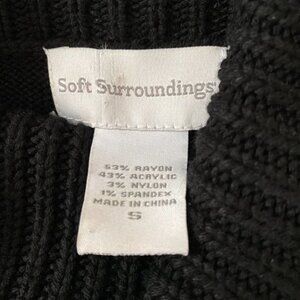 Soft Surroundings
53% RAYON
43% ACRYLIC
3% NYLON
1% SPANDEX
MADE IN CHINA
S